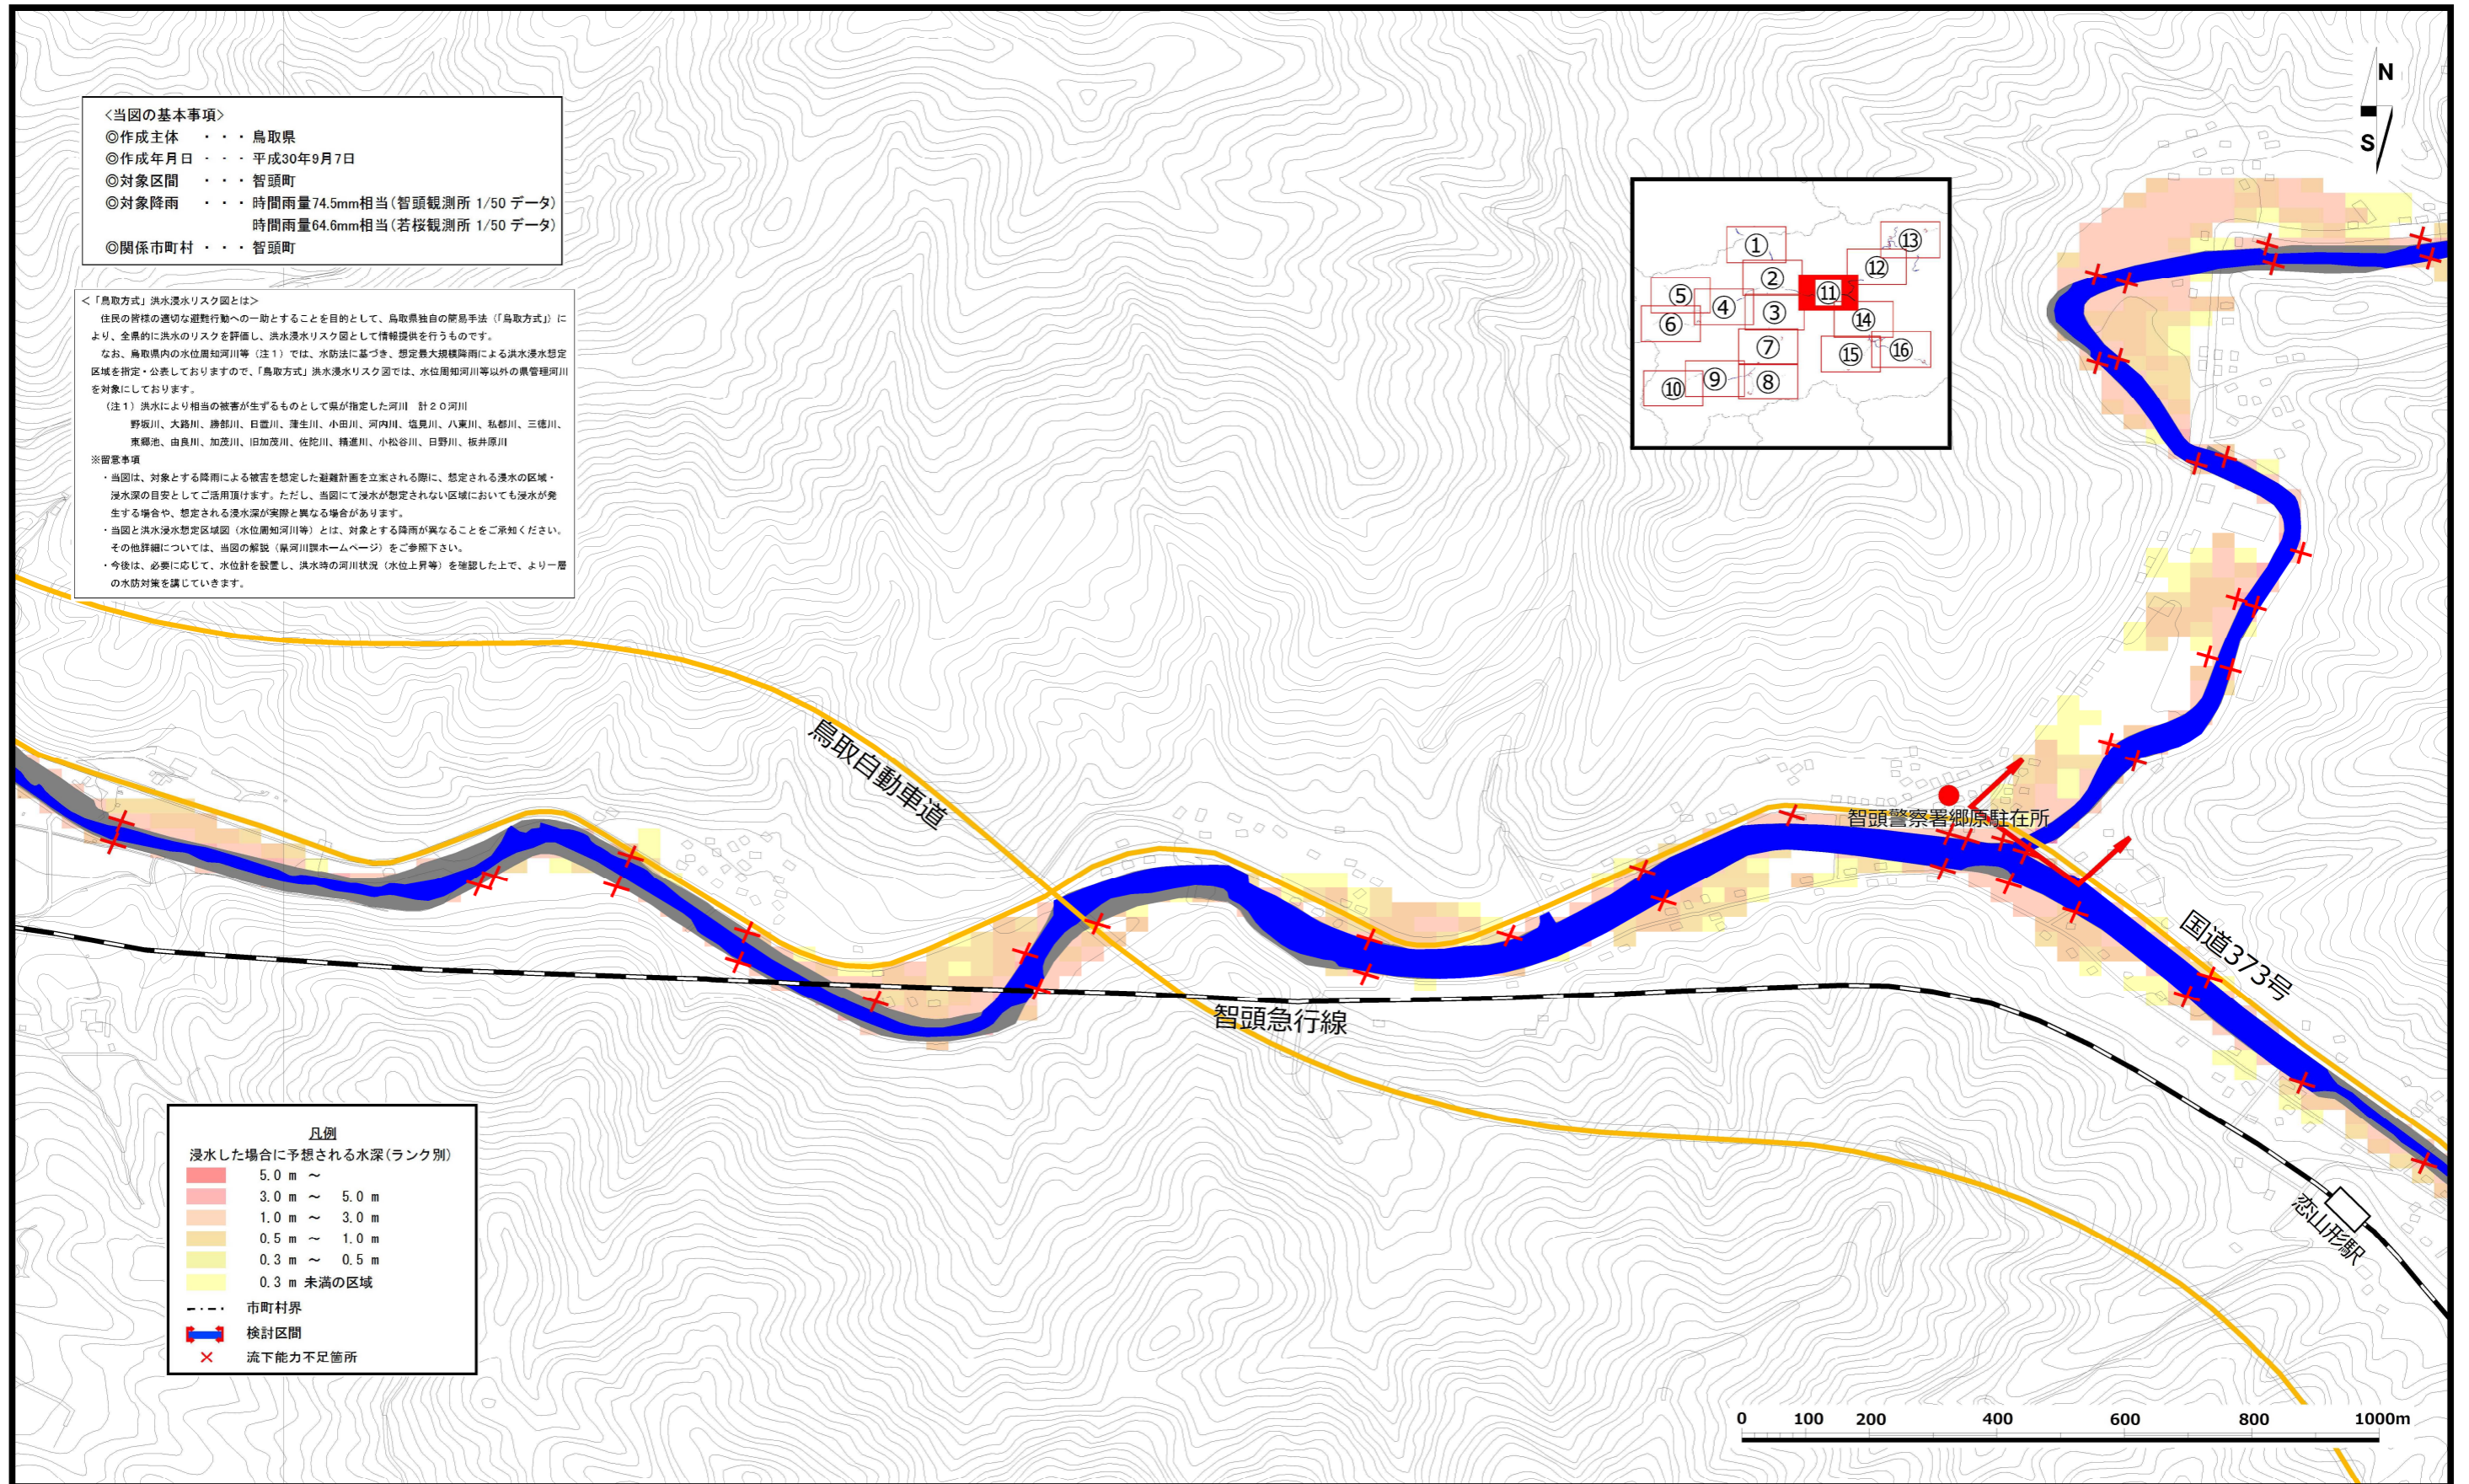 <当図の基本事項>
◎作成主体 ・・・ 鳥取県
◎作成年月日 ・・・ 平成30年9月7日
◎対象区間 ・・・ 智頭町
◎対象降雨 ・・・ 時間雨量74.5mm相当(智頭観測所 1/50 データ)
時間雨量64.6mm相当(若桜観測所 1/50 データ)
◎関係市町村 ・・・ 智頭町
＜「鳥取方式」洪水浸水リスク図とは＞
住民の皆様の適切な避難行動への一助とすることを目的として、鳥取県独自の簡易手法（「鳥取方式」）に
より、全県的に洪水のリスクを評価し、洪水浸水リスク図として情報提供を行うものです。
なお、鳥取県内の水位周知河川等（注１）では、水防法に基づき、想定最大規模降雨による洪水浸水想定
区域を指定・公表しておりますので、「鳥取方式」洪水浸水リスク図では、水位周知河川等以外の県管理河川
を対象にしております。
（注１）洪水により相当の被害が生ずるものとして県が指定した河川　計２０河川
野坂川、大路川、勝部川、日置川、蒲生川、小田川、河内川、塩見川、八東川、私都川、三徳川、
東郷池、由良川、加茂川、旧加茂川、佐陀川、精進川、小松谷川、日野川、板井原川
※留意事項
・当図は、対象とする降雨による被害を想定した避難計画を立案される際に、想定される浸水の区域・
浸水深の目安としてご活用頂けます。ただし、当図にて浸水が想定されない区域においても浸水が発
生する場合や、想定される浸水深が実際と異なる場合があります。
・当図と洪水浸水想定区域図（水位周知河川等）とは、対象とする降雨が異なることをご承知ください。
その他詳細については、当図の解説（県河川課ホームページ）をご参照下さい。
・今後は、必要に応じて、水位計を設置し、洪水時の河川状況（水位上昇等）を確認した上で、より一層
の水防対策を講じていきます。
N
S
① ② ③ ④ ⑤ ⑥ ⑦ ⑧ ⑨ ⑩ ⑪ ⑫ ⑬ ⑭ ⑮ ⑯
鳥取自動車道
智頭警察署郷原駐在所
国道373号
智頭急行線
恋山形駅
凡例
浸水した場合に予想される水深(ランク別)
5.0 m ～
3.0 m ～ 5.0 m
1.0 m ～ 3.0 m
0.5 m ～ 1.0 m
0.3 m ～ 0.5 m
0.3 m 未満の区域
市町村界
検討区間
流下能力不足箇所
0 100 200 400 600 800 1000m